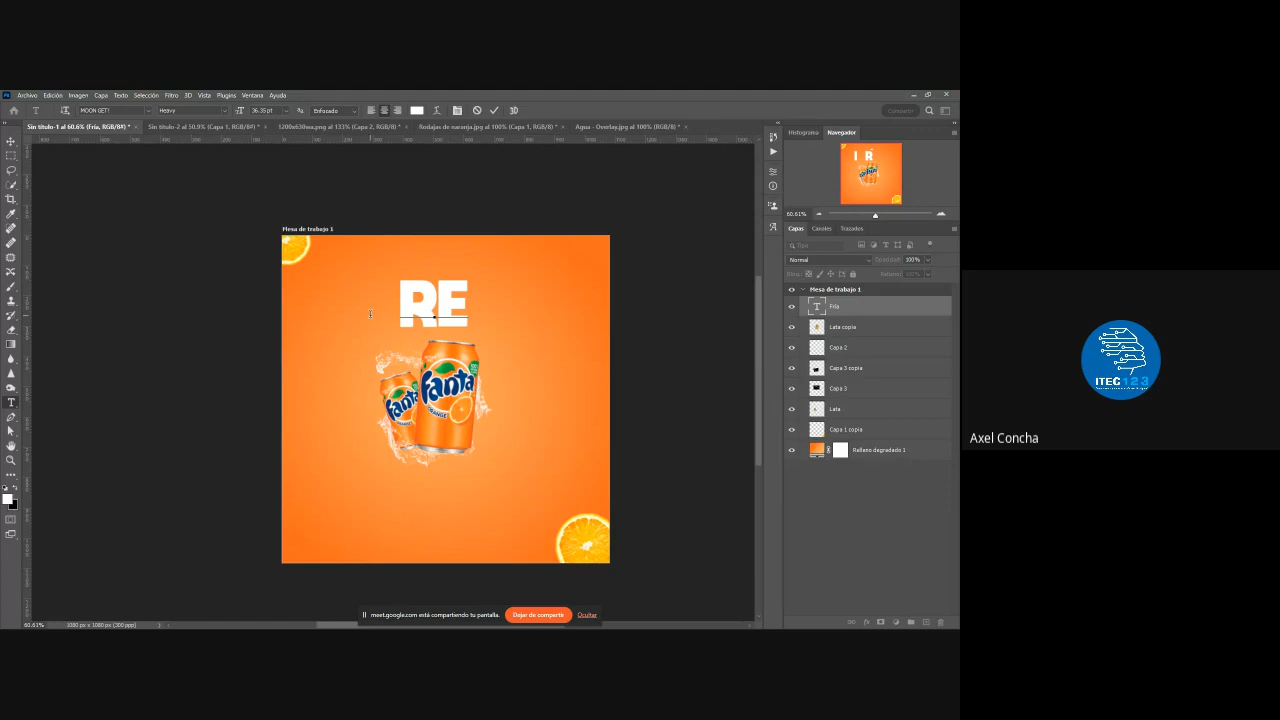 Archivo Edición Imagen Capa Texto Selección Filtro 3D Vista Plugins Ventana Ayuda
MOON GET! Heavy 36.35 pt Enfocado Compartir
Sin título-1 al 60.6% (Fría, RGB/8#) * Sin título-2 al 50.9% (Capa 1, RGB/8#) * 1200x630wa.png al 133% (Capa 2, RGB/8) * Rodajas de naranja.jpg al 100% (Capa 1, RGB/8) * Agua - Overlay.jpg al 100% (RGB/8) *
Histograma Navegador
60.61%
Capas Canales Trazados
Tipo
Normal Opacidad: 100%
Bloq.: Relleno: 100%
Mesa de trabajo 1
Fría
Lata copia
Capa 2
Capa 3 copia
Capa 3
Lata
Capa 1 copia
Relleno degradado 1
Mesa de trabajo 1
RE
fanta
ORANGE
fanta
ORANGE
meet.google.com está compartiendo tu pantalla. Dejar de compartir Ocultar
60.61% 1080 px x 1080 px (300 ppp)
ITEC 123
Axel Concha